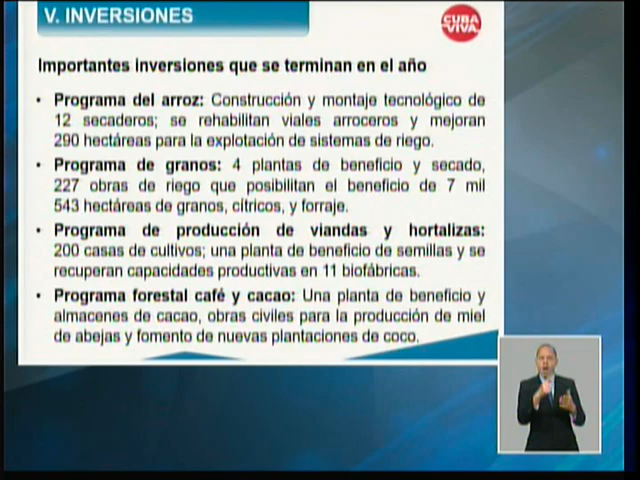 V. INVERSIONES
CUBA
VIVA
Importantes inversiones que se terminan en el año
• Programa del arroz: Construcción y montaje tecnológico de
12 secaderos; se rehabilitan viales arroceros y mejoran
290 hectáreas para la explotación de sistemas de riego.
• Programa de granos: 4 plantas de beneficio y secado,
227 obras de riego que posibilitan el beneficio de 7 mil
543 hectáreas de granos, cítricos, y forraje.
• Programa de producción de viandas y hortalizas:
200 casas de cultivos; una planta de beneficio de semillas y se
recuperan capacidades productivas en 11 biofábricas.
• Programa forestal café y cacao: Una planta de beneficio y
almacenes de cacao, obras civiles para la producción de miel
de abejas y fomento de nuevas plantaciones de coco.